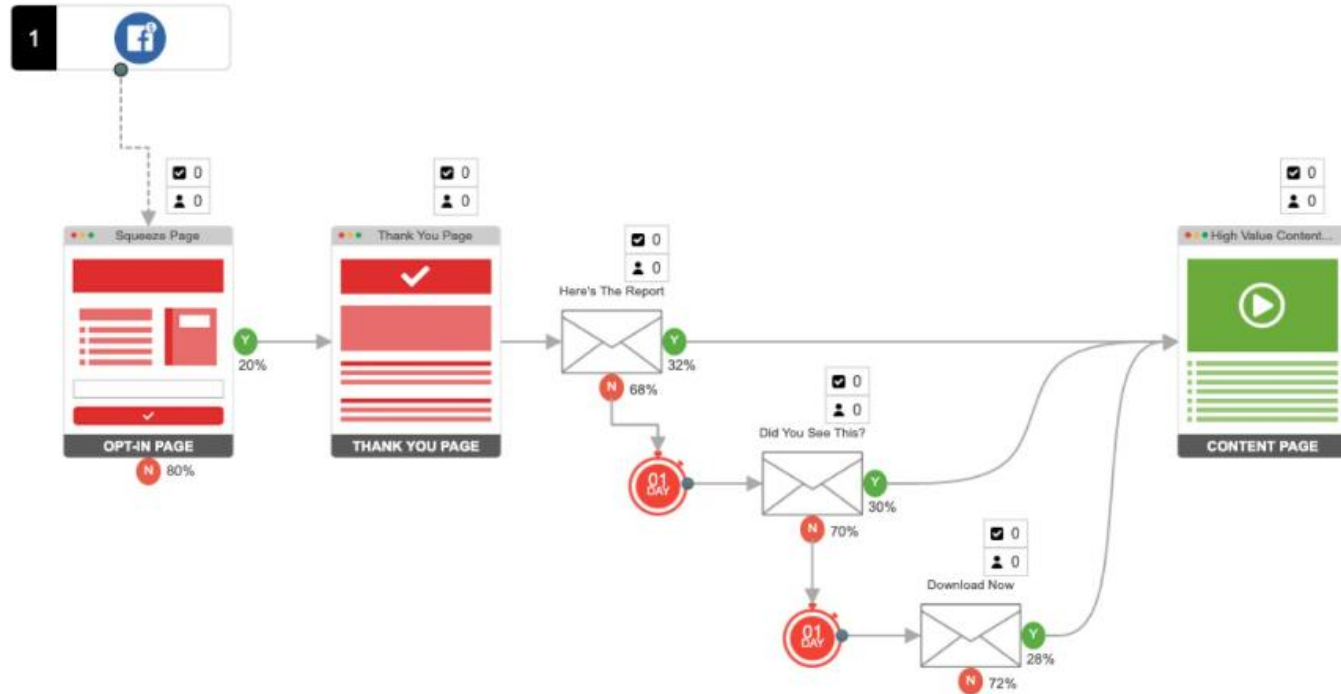 1
f $
0
0
0
0
0
0
Squeeze Page
Thank You Page
0
0
High Value Content...
Here's The Report
Y
20%
Y
32%
N
68%
0
0
OPT-IN PAGE
THANK YOU PAGE
CONTENT PAGE
N
80%
Did You See This?
01
DAY
Y
30%
N
70%
0
0
Download Now
01
DAY
Y
28%
N
72%